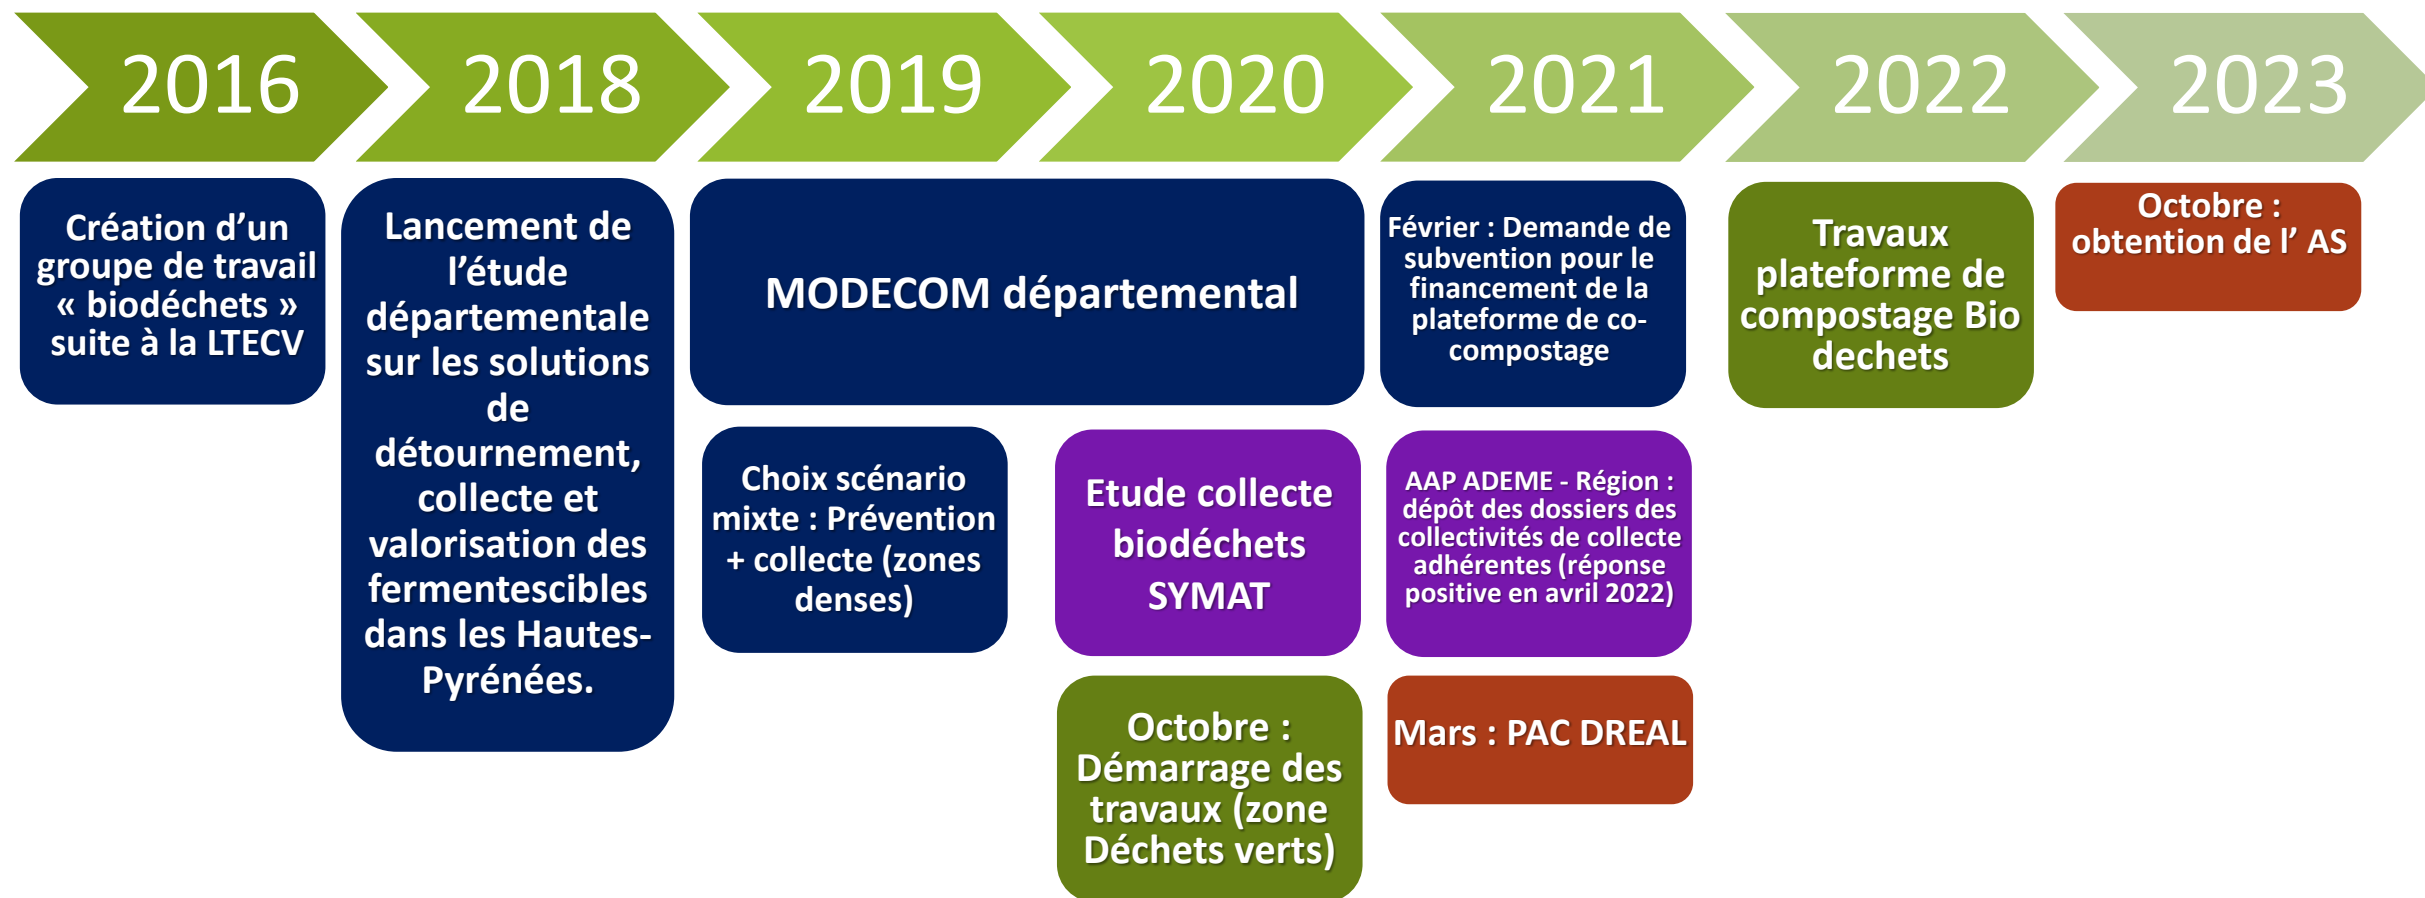 2016
2018
2019
2020
2021
2022
2023
Création d’un
groupe de travail
« biodéchets »
suite à la LTECV
Lancement de
l’étude
départementale
sur les solutions
de
détournement,
collecte et
valorisation des
fermentescibles
dans les Hautes-
Pyrénées.
MODECOM départemental
Choix scénario
mixte : Prévention
+ collecte (zones
denses)
Etude collecte
biodéchets
SYMAT
Octobre :
Démarrage des
travaux (zone
Déchets verts)
Février : Demande de
subvention pour le
financement de la
plateforme de co-
compostage
AAP ADEME - Région :
dépôt des dossiers des
collectivités de collecte
adhérentes (réponse
positive en avril 2022)
Mars : PAC DREAL
Travaux
plateforme de
compostage Bio
dechets
Octobre :
obtention de l’ AS